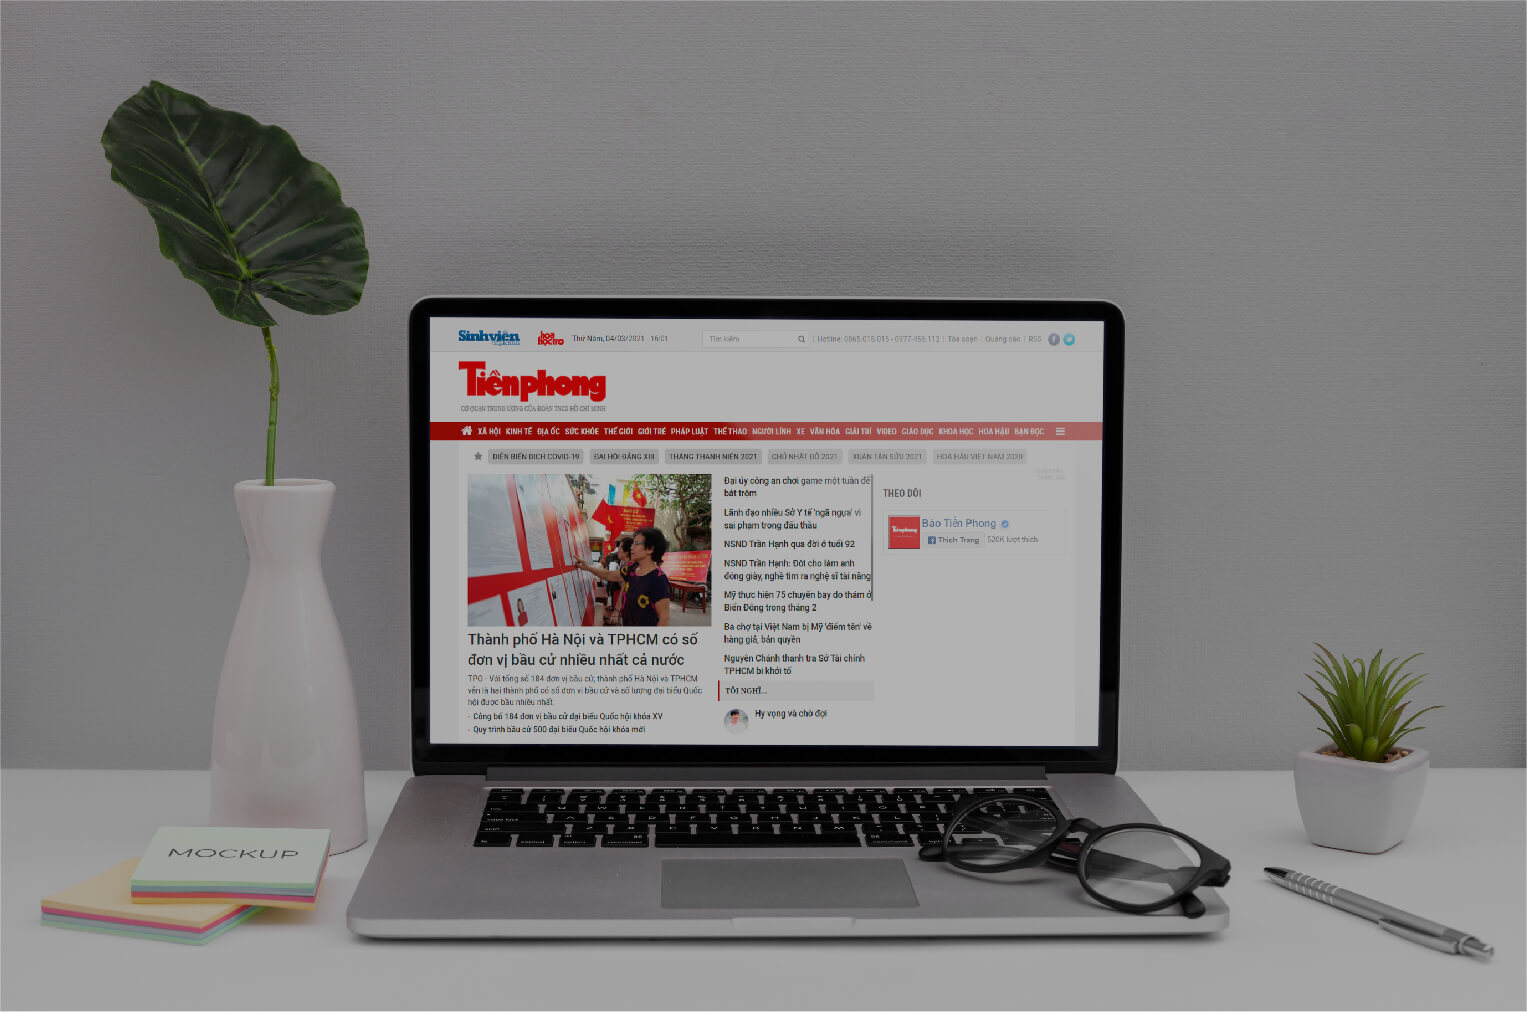 Sinhviên
hoa
học trò
Thứ Năm, 04/03/2021 - 16:01
Tìm kiếm
| Hotline: 0865.015.015 - 0977.456.112 | Tòa soạn | Quảng cáo | RSS
Tiềnphong
CƠ QUAN TRUNG ƯƠNG CỦA ĐOÀN TNCS HỒ CHÍ MINH
XÃ HỘI KINH TẾ ĐỊA ỐC SỨC KHỎE THẾ GIỚI GIỚI TRẺ PHÁP LUẬT THỂ THAO NGƯỜI LÍNH XE VĂN HÓA GIẢI TRÍ VIDEO GIÁO DỤC KHOA HỌC HOA HẬU BẠN ĐỌC
DIỄN BIẾN DỊCH COVID-19 ĐẠI HỘI ĐẢNG XIII THÁNG THANH NIÊN 2021 CHỦ NHẬT ĐỎ 2021 XUÂN TÂN SỬU 2021 HOA HẬU VIỆT NAM 2020
Thành phố Hà Nội và TPHCM có số
đơn vị bầu cử nhiều nhất cả nước
TPO - Với tổng số 184 đơn vị bầu cử, thành phố Hà Nội và TPHCM
vẫn là hai thành phố có số đơn vị bầu cử và số lượng đại biểu Quốc
hội được bầu nhiều nhất.
- Công bố 184 đơn vị bầu cử đại biểu Quốc hội khóa XV
- Quy trình bầu cử 500 đại biểu Quốc hội khóa mới
Đại úy công an chơi game một tuần để
bắt trộm
Lãnh đạo nhiều Sở Y tế 'ngã ngựa' vì
sai phạm trong đấu thầu
NSND Trần Hạnh qua đời ở tuổi 92
NSND Trần Hạnh: Đời cho làm anh
đóng giày, nghề tìm ra nghệ sĩ tài năng
Mỹ thực hiện 75 chuyến bay do thám ở
Biển Đông trong tháng 2
Ba chợ tại Việt Nam bị Mỹ 'điểm tên' về
hàng giả, bản quyền
Nguyên Chánh thanh tra Sở Tài chính
TPHCM bị khởi tố
TÔI NGHĨ...
Hy vọng và chờ đợi
THEO DÕI
Tiềnphong
Báo Tiền Phong
Thích Trang 520K lượt thích
MOCKUP